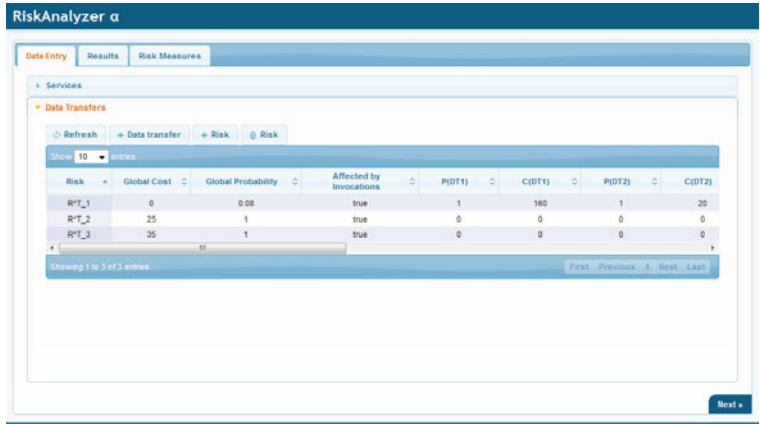 RiskAnalyzer α
Data Entry Results Risk Measures
Services
Data Transfers
Refresh Data transfer Risk Risk
Show 10 entries
Risk Global Cost Global Probability Affected by Invocations P(DT1) C(DT1) P(DT2) C(DT2)
R^T_1 0 0.08 true 1 160 1 20
R^T_2 25 1 true 0 0 0 0
R^T_3 35 1 true 0 0 0 0
Showing 1 to 3 of 3 entries First Previous 1 Next Last
Next »